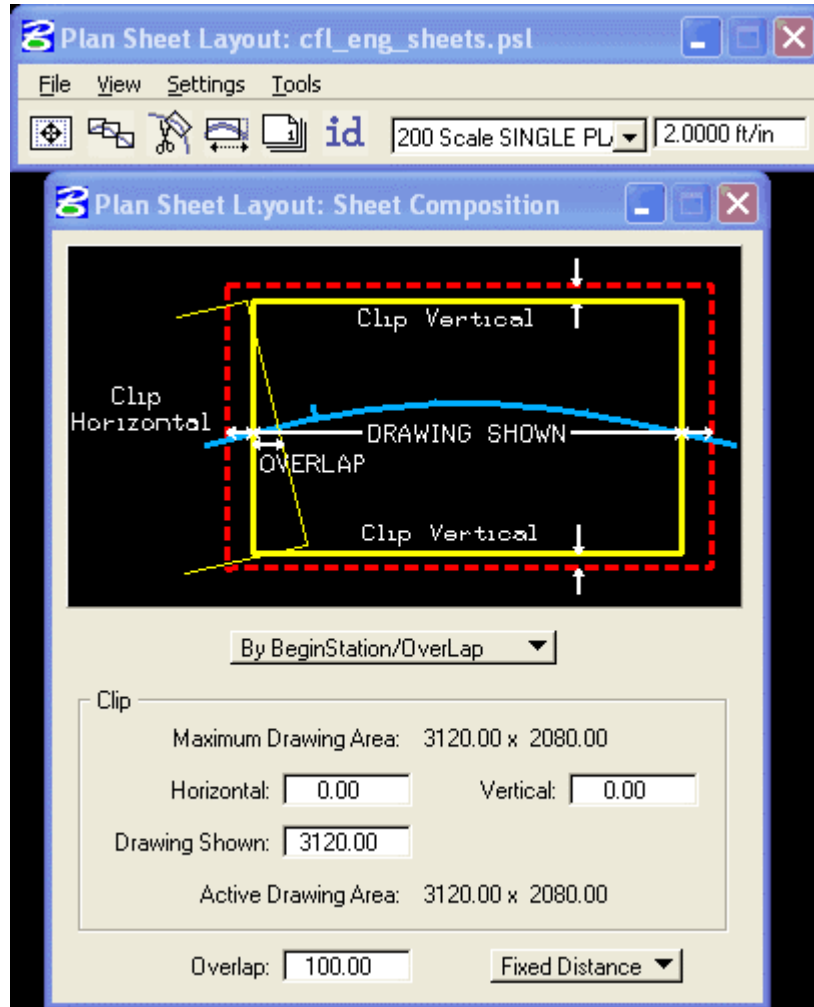 Plan Sheet Layout: cfl_eng_sheets.psl
File View Settings Tools
1 id 200 Scale SINGLE PL 2.0000 ft/in
Plan Sheet Layout: Sheet Composition
Clip Vertical
Clip
Horizontal
DRAWING SHOWN
OVERLAP
Clip Vertical
By BeginStation/OverLap
Clip
Maximum Drawing Area: 3120.00 x 2080.00
Horizontal: 0.00 Vertical: 0.00
Drawing Shown: 3120.00
Active Drawing Area: 3120.00 x 2080.00
Overlap: 100.00 Fixed Distance